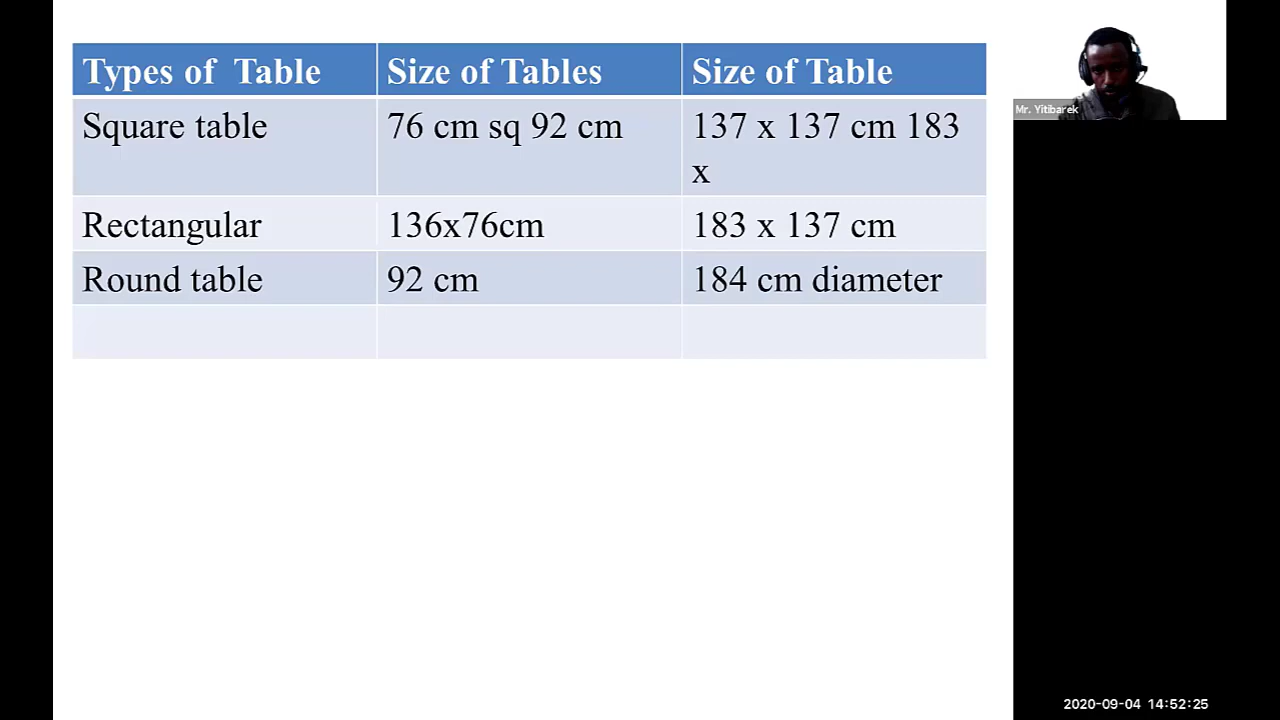 Types of Table Size of Tables Size of Table
Square table 76 cm sq 92 cm 137 x 137 cm 183
x
Rectangular 136x76cm 183 x 137 cm
Round table 92 cm 184 cm diameter
Mr. Yitibarek
2020-09-04 14:52:25